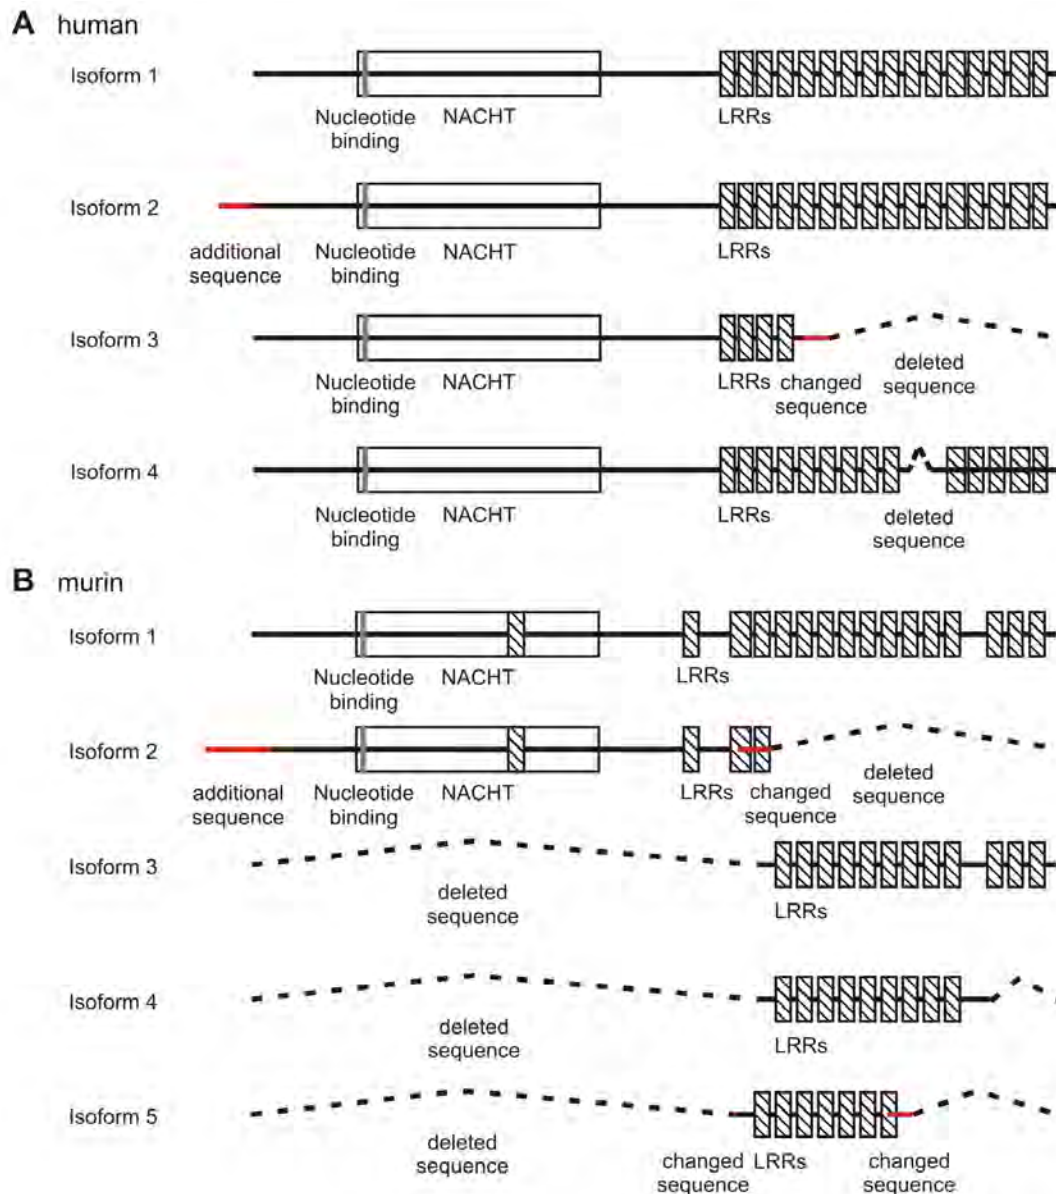 A human
Isoform 1
Nucleotide binding
NACHT
LRRs
Isoform 2
additional sequence
Nucleotide binding
NACHT
LRRs
Isoform 3
Nucleotide binding
NACHT
LRRs
changed sequence
deleted sequence
Isoform 4
Nucleotide binding
NACHT
LRRs
deleted sequence
B murin
Isoform 1
Nucleotide binding
NACHT
LRRs
Isoform 2
additional sequence
Nucleotide binding
NACHT
LRRs
changed sequence
deleted sequence
Isoform 3
deleted sequence
LRRs
Isoform 4
deleted sequence
LRRs
Isoform 5
deleted sequence
changed sequence
LRRs
changed sequence